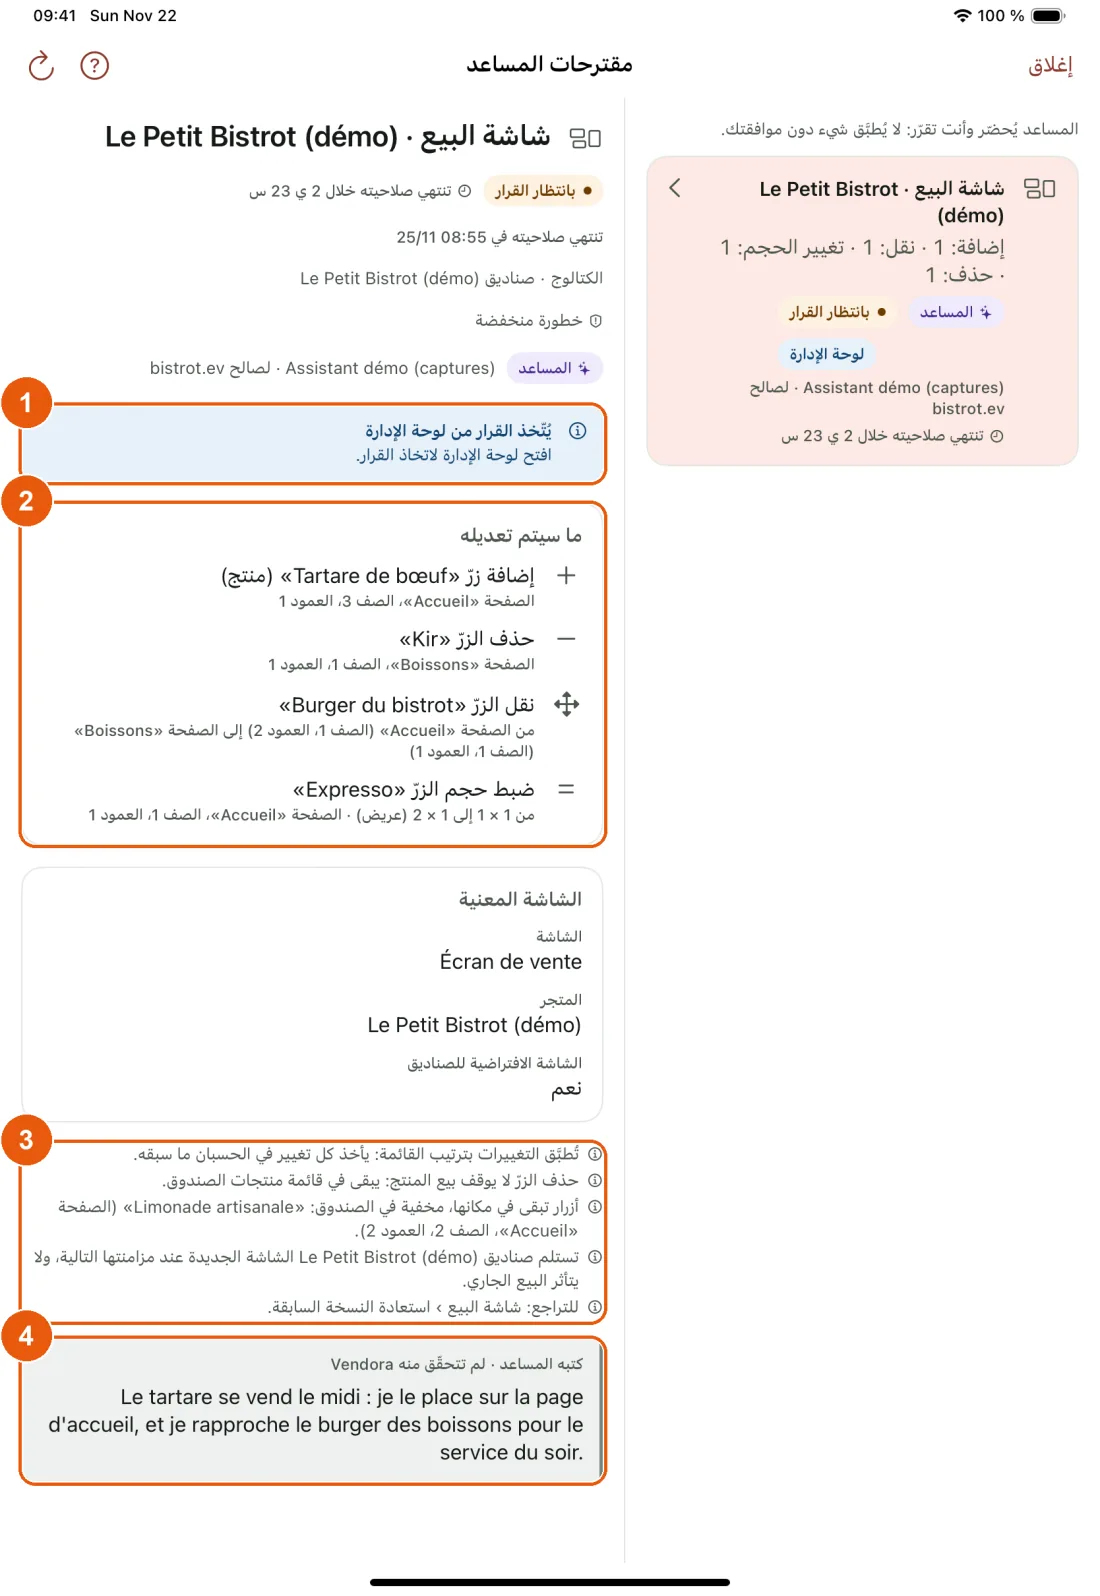 09:41 Sun Nov 22
100 %
إغلاق
مقترحات المساعد
?
المساعد يُحضّر وأنت تقرّر: لا يُطبَّق شيء دون موافقتك.
شاشة البيع · Le Petit Bistrot
(démo)
إضافة: 1 · نقل: 1 · تغيير الحجم: 1
· حذف: 1
المساعد
بانتظار القرار
لوحة الإدارة
Assistant démo (captures) · لصالح
bistrot.ev
تنتهي صلاحيته خلال 2 ي 23 س
شاشة البيع · Le Petit Bistrot (démo)
بانتظار القرار
تنتهي صلاحيته خلال 2 ي 23 س
تنتهي صلاحيته في 08:55 25/11
الكتالوج · صناديق Le Petit Bistrot (démo)
خطورة منخفضة
المساعد
Assistant démo (captures) · لصالح bistrot.ev
1
يُتّخذ القرار من لوحة الإدارة
افتح لوحة الإدارة لاتخاذ القرار.
2
ما سيتم تعديله
إضافة زرّ «Tartare de bœuf» (منتج)
الصفحة «Accueil»، الصف 3، العمود 1
حذف الزرّ «Kir»
الصفحة «Boissons»، الصف 1، العمود 1
نقل الزرّ «Burger du bistrot»
من الصفحة «Accueil» (الصف 1، العمود 2) إلى الصفحة «Boissons»
(الصف 1، العمود 1)
ضبط حجم الزرّ «Expresso»
من 1 × 1 إلى 1 × 2 (عريض) · الصفحة «Accueil»، الصف 1، العمود 1
الشاشة المعنية
الشاشة
Écran de vente
المتجر
Le Petit Bistrot (démo)
الشاشة الافتراضية للصناديق
نعم
3
تُطبَّق التغييرات بترتيب القائمة: يأخذ كل تغيير في الحسبان ما سبقه.
حذف الزرّ لا يوقف بيع المنتج: يبقى في قائمة منتجات الصندوق.
أزرار تبقى في مكانها، مخفية في الصندوق: «Limonade artisanale» (الصفحة
«Accueil»، الصف 2، العمود 2).
تستلم صناديق Le Petit Bistrot (démo) الشاشة الجديدة عند مزامنتها التالية، ولا
يتأثر البيع الجاري.
للتراجع: شاشة البيع › استعادة النسخة السابقة.
4
كتبه المساعد · لم تتحقّق منه Vendora
Le tartare se vend le midi : je le place sur la page
d'accueil, et je rapproche le burger des boissons pour le
service du soir.